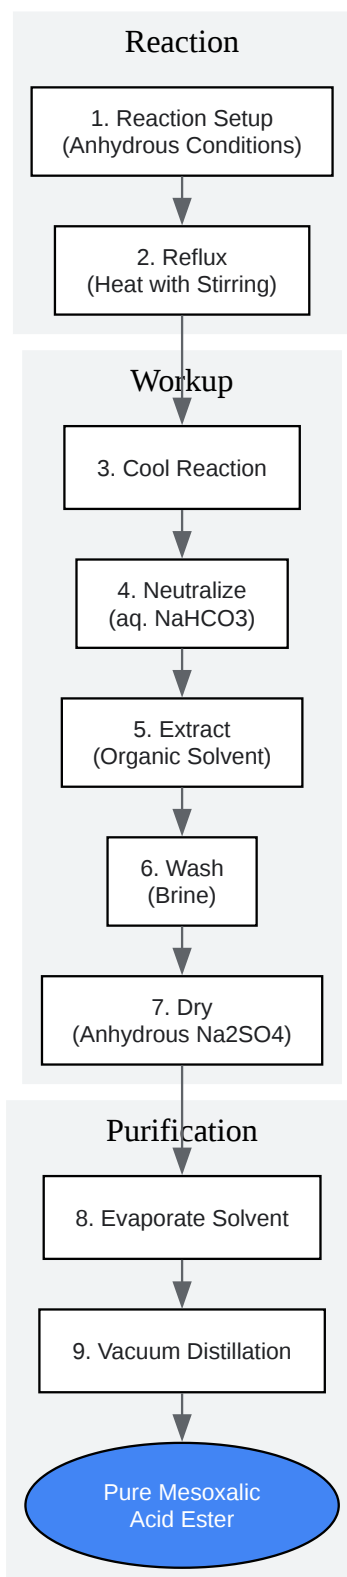 Reaction
1. Reaction Setup
(Anhydrous Conditions)
2. Reflux
(Heat with Stirring)
Workup
3. Cool Reaction
4. Neutralize
(aq. NaHCO3)
5. Extract
(Organic Solvent)
6. Wash
(Brine)
7. Dry
(Anhydrous Na2SO4)
Purification
8. Evaporate Solvent
9. Vacuum Distillation
Pure Mesoxalic
Acid Ester